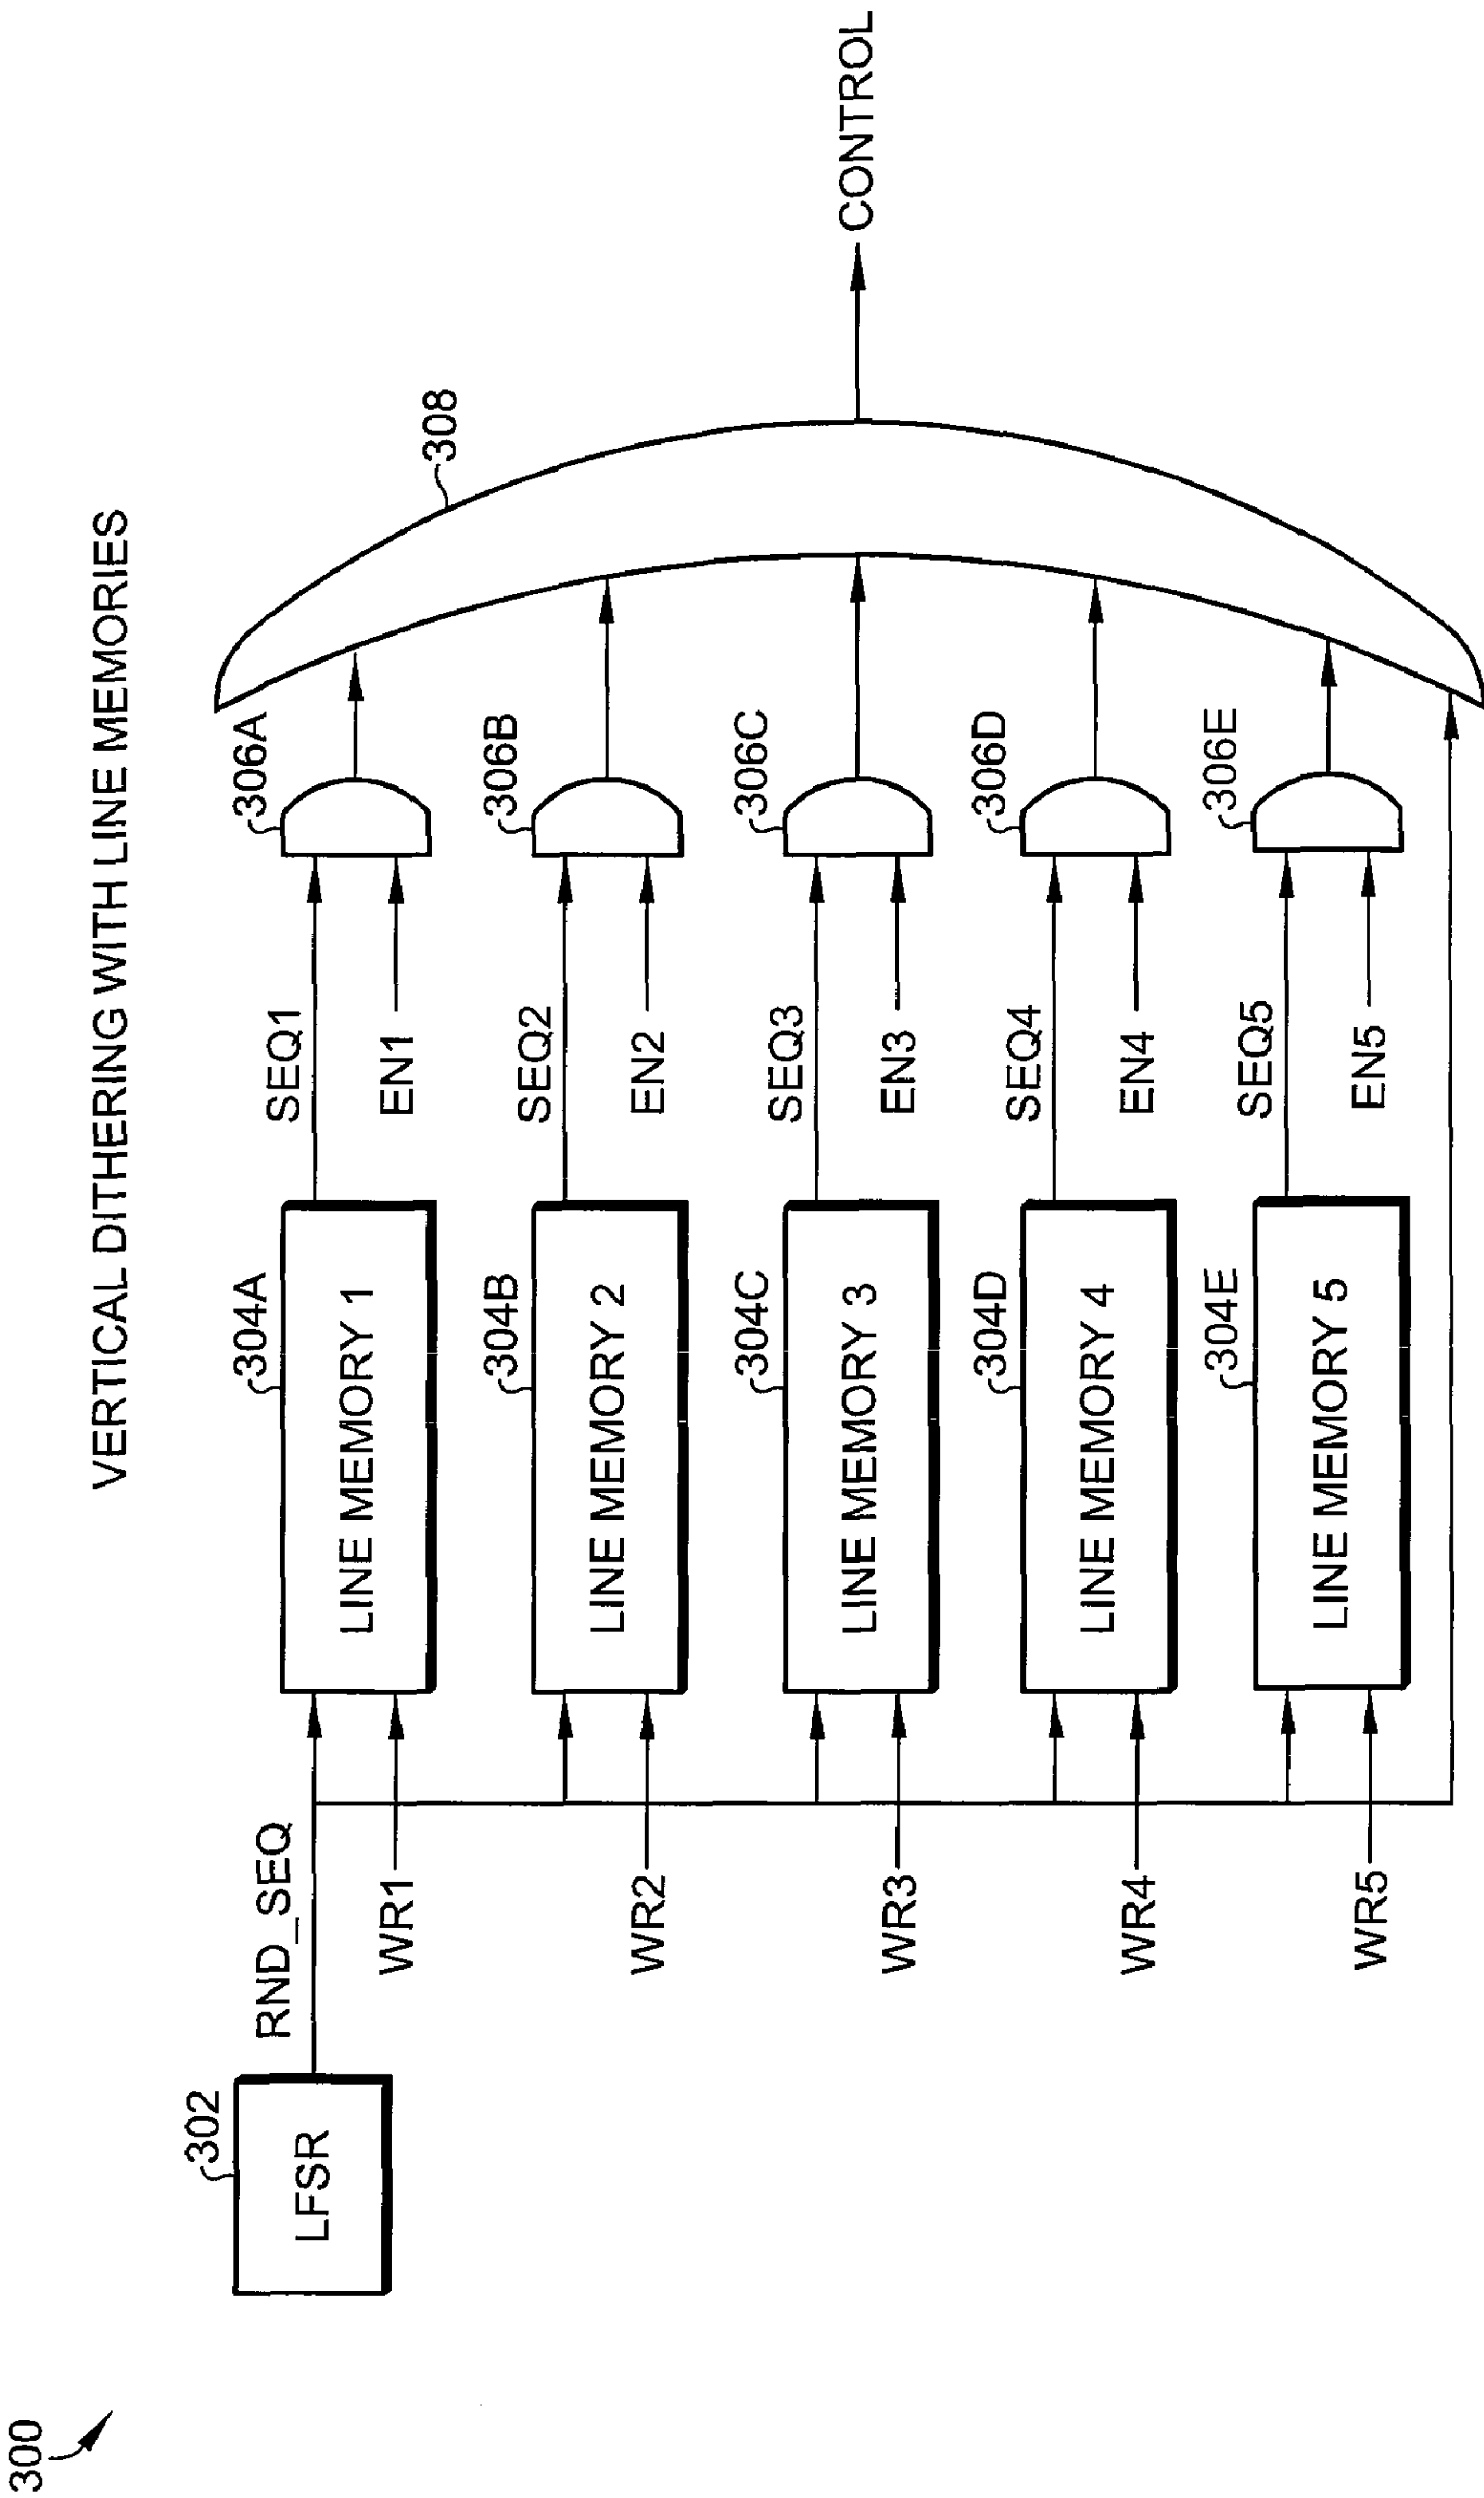 300
VERTICAL DITHERING WITH LINE MEMORIES
302
LFSR
RND_SEQ
304A
LINE MEMORY 1
WR1
SEQ1
EN1
306A
304B
LINE MEMORY 2
WR2
SEQ2
EN2
306B
304C
LINE MEMORY 3
WR3
SEQ3
EN3
306C
304D
LINE MEMORY 4
WR4
SEQ4
EN4
306D
304E
LINE MEMORY 5
WR5
SEQ5
EN5
306E
308
CONTROL